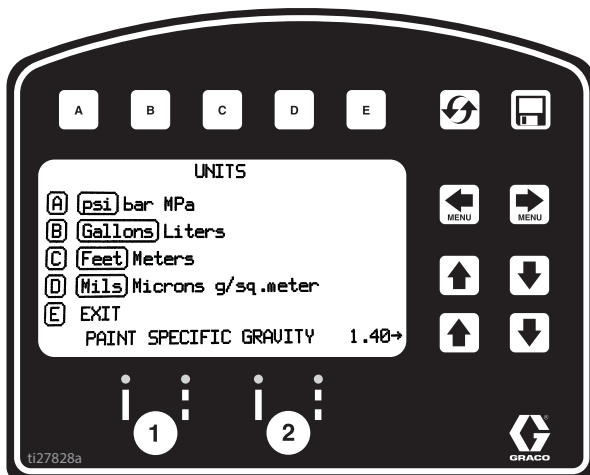 A B C D E
UNITS
A psi bar MPa
B Gallons Liters
C Feet Meters
D Mils Microns g/sq.meter
E EXIT
PAINT SPECIFIC GRAVITY 1.40→
MENU MENU
1 2
ti27828a
G
GRACO®